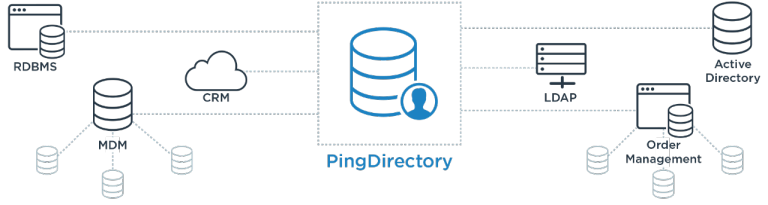 RDBMS
CRM
MDM
PingDirectory
LDAP
Active
Directory
Order
Management